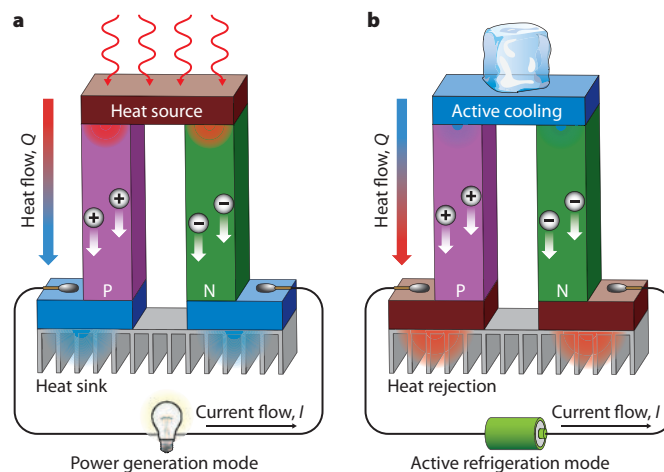 a
Heat source
Heat flow, Q
+ +
− −
P
N
Heat sink
Current flow, I
Power generation mode
b
Active cooling
Heat flow, Q
+ +
− −
P
N
Heat rejection
Current flow, I
Active refrigeration mode